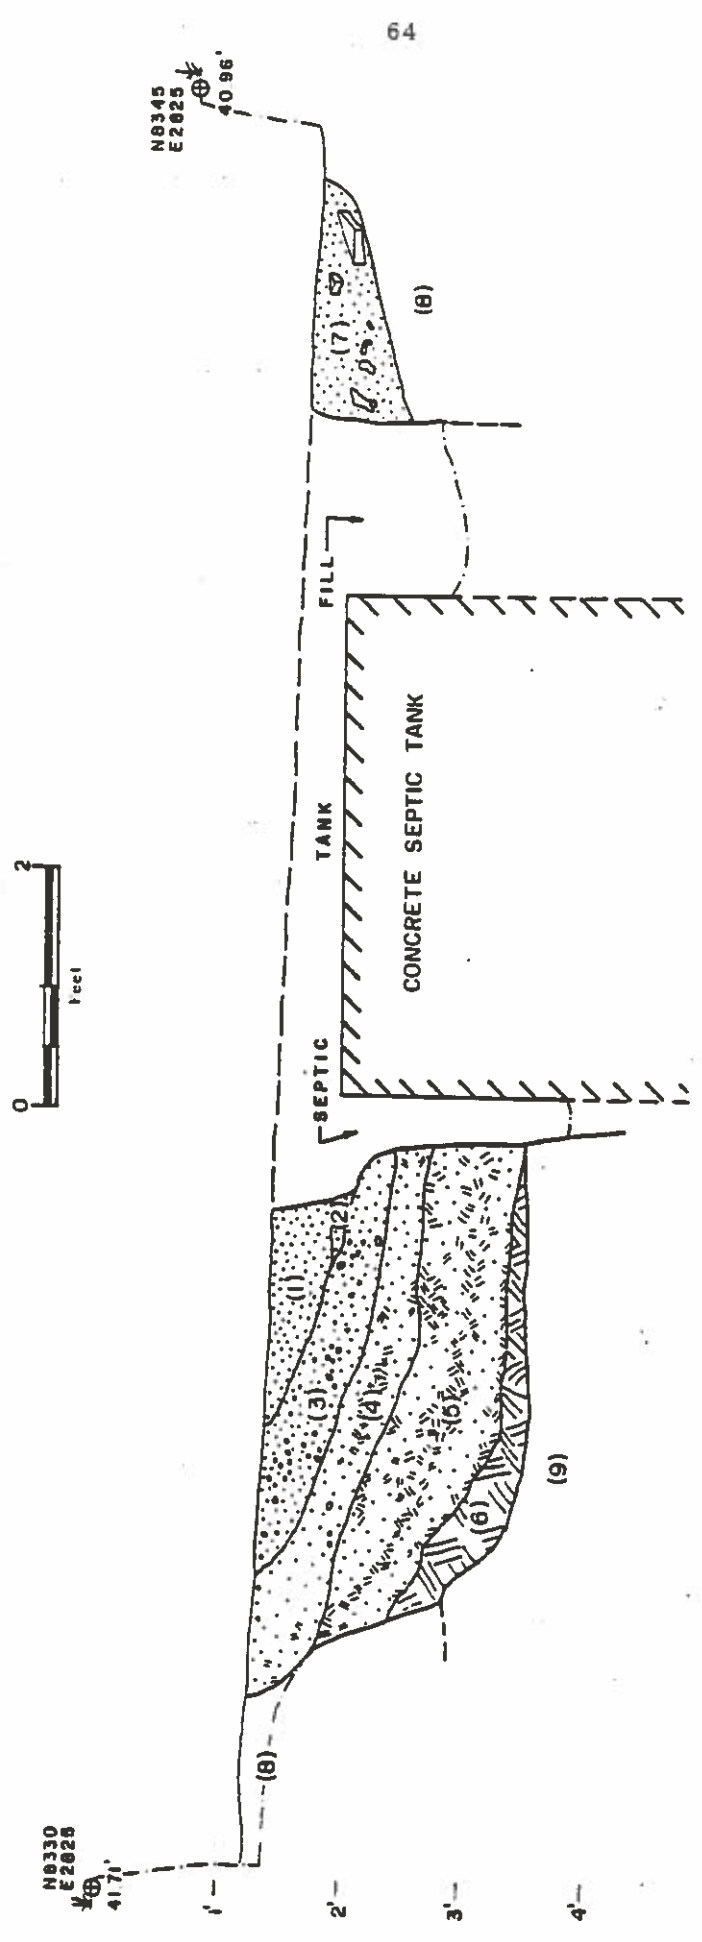 64
N8330
E2825
41.71'
N8345
E2825
40.96'
0
2
Feet
1'
2'
3'
4'
(8)
(1)
(2)
(3)
(4)
(5)
(6)
(9)
SEPTIC TANK FILL
CONCRETE SEPTIC TANK
(7)
(8)